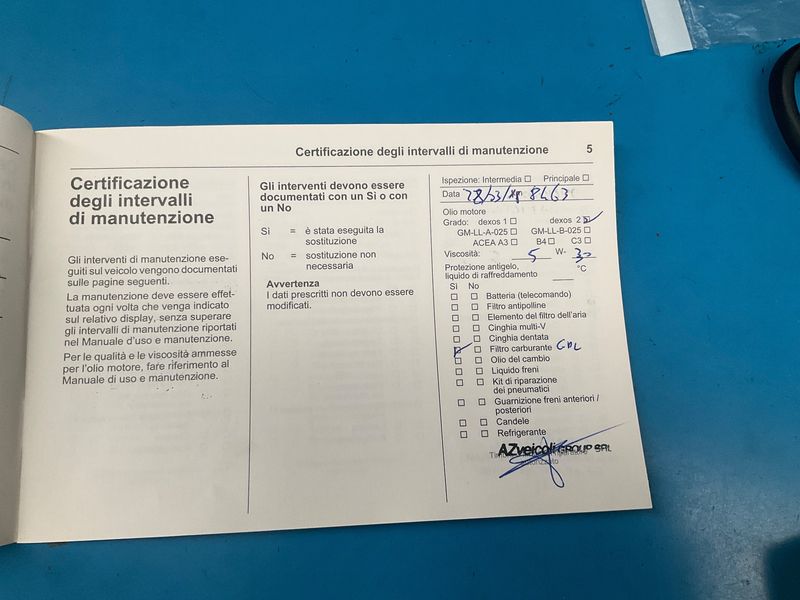 Certificazione degli intervalli di manutenzione 5
Certificazione
degli intervalli
di manutenzione
Gli interventi di manutenzione ese-
guiti sul veicolo vengono documentati
sulle pagine seguenti.
La manutenzione deve essere effet-
tuata ogni volta che venga indicato
sul relativo display, senza superare
gli intervalli di manutenzione riportati
nel Manuale d'uso e manutenzione.
Per le qualità e le viscosità ammesse
per l'olio motore, fare riferimento al
Manuale di uso e manutenzione.
Gli interventi devono essere
documentati con un Sì o con
un No
Sì = è stata eseguita la
sostituzione
No = sostituzione non
necessaria
Avvertenza
I dati prescritti non devono essere
modificati.
Ispezione: Intermedia Principale
Data km 8463
Olio motore
Grado: dexos 1 dexos 2
GM-LL-A-025 GM-LL-B-025
ACEA A3 B4 C3
Viscosità: 5 W- 30
Protezione antigelo,
liquido di raffreddamento °C
Sì No
Batteria (telecomando)
Filtro antipolline
Elemento del filtro dell'aria
Cinghia multi-V
Cinghia dentata
Filtro carburante
Olio del cambio
Liquido freni
Kit di riparazione
dei pneumatici
Guarnizione freni anteriori /
posteriori
Candele
Refrigerante
AZveicoli GROUP SRL